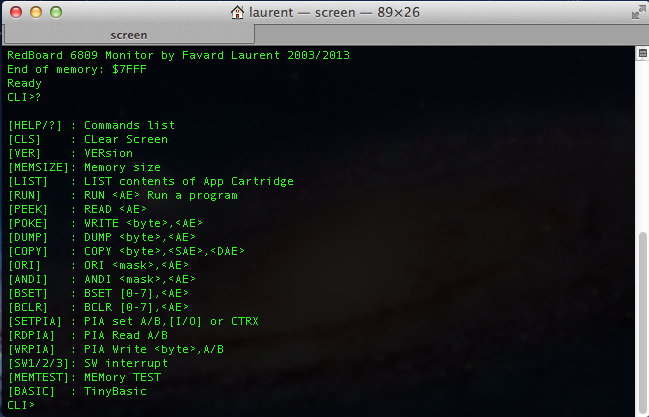 laurent — screen — 89×26
screen
RedBoard 6809 Monitor by Favard Laurent 2003/2013
End of memory: $7FFF
Ready
CLI>?
[HELP/?] : Commands list
[CLS]    : CLear Screen
[VER]    : VERsion
[MEMSIZE]: Memory size
[LIST]   : LIST contents of App Cartridge
[RUN]    : RUN <AE> Run a program
[PEEK]   : READ <AE>
[POKE]   : WRITE <byte>,<AE>
[DUMP]   : DUMP <byte>,<AE>
[COPY]   : COPY <byte>,<SAE>,<DAE>
[ORI]    : ORI <mask>,<AE>
[ANDI]   : ANDI <mask>,<AE>
[BSET]   : BSET [0-7],<AE>
[BCLR]   : BCLR [0-7],<AE>
[SETPIA] : PIA set A/B,[I/O] or CTRX
[RDPIA]  : PIA Read A/B
[WRPIA]  : PIA Write <byte>,A/B
[SW1/2/3]: SW interrupt
[MEMTEST]: MEMory TEST
[BASIC]  : TinyBasic
CLI>